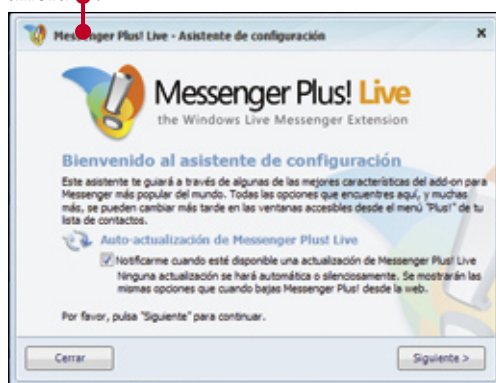 Messenger Plus! Live - Asistente de configuración
Messenger Plus! Live
the Windows Live Messenger Extension
Bienvenido al asistente de configuración
Este asistente te guiará a través de algunas de las mejores características del add-on para
Messenger más popular del mundo. Todas las opciones que encuentres aquí, y muchas
más, se pueden cambiar más tarde en las ventanas accesibles desde el menú "Plus!" de tu
lista de contactos.
Auto-actualización de Messenger Plus! Live
Notificarme cuando esté disponible una actualización de Messenger Plus! Live
Ninguna actualización se hará automática o silenciosamente. Se mostrarán las
mismas opciones que cuando bajas Messenger Plus! desde la web.
Por favor, pulsa "Siguiente" para continuar.
Cerrar
Siguiente >